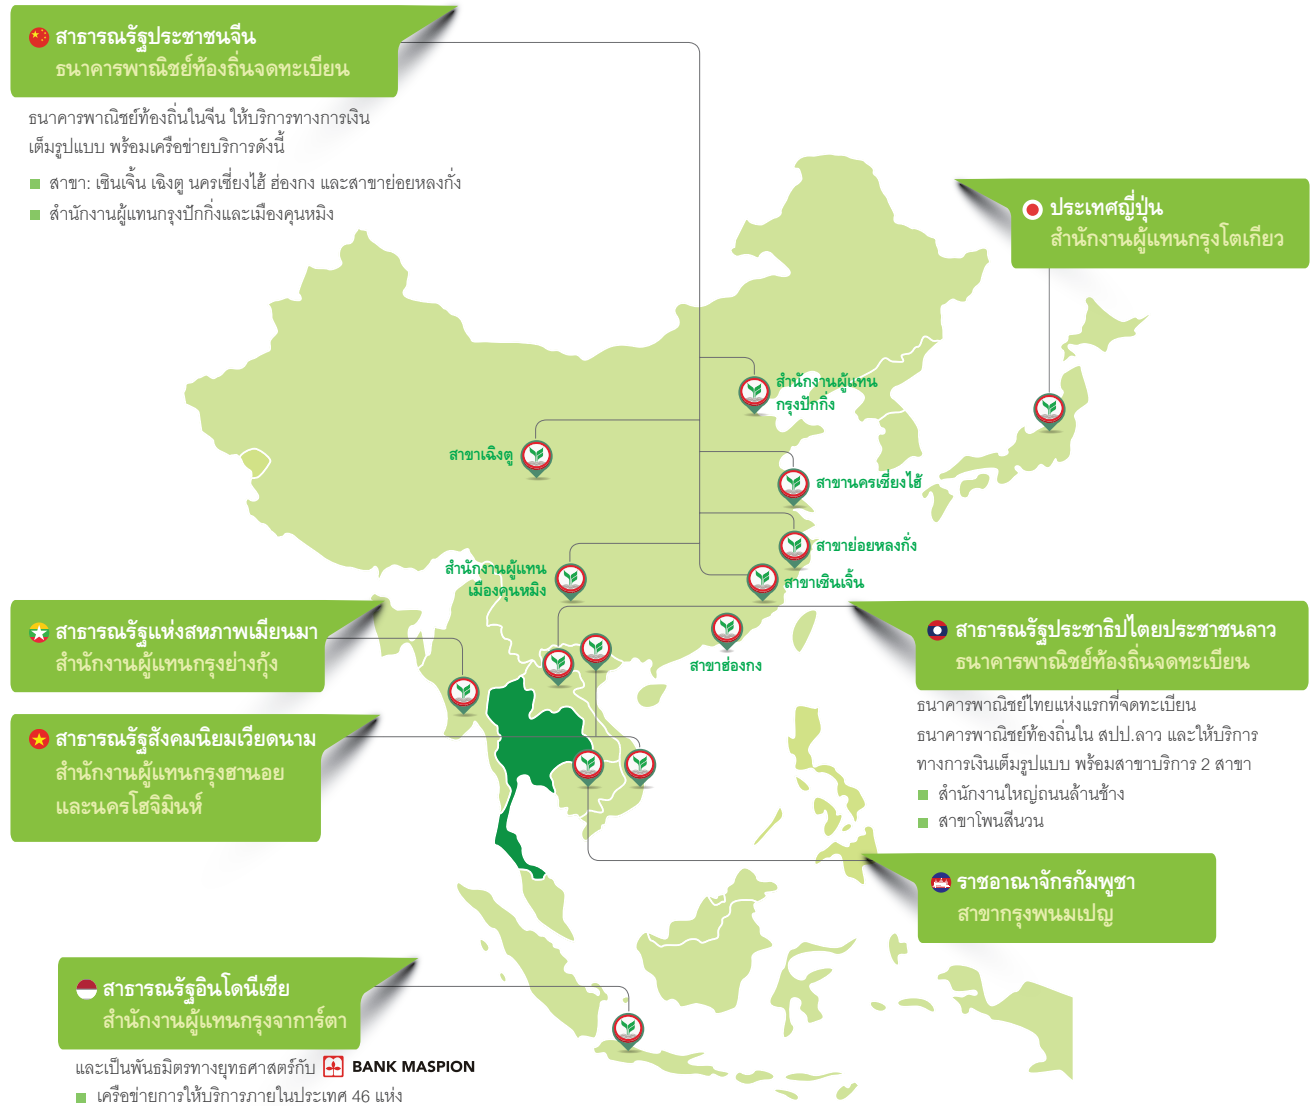 สาธารณรัฐประชาชนจีน
ธนาคารพาณิชย์ท้องถิ่นจดทะเบียน
ธนาคารพาณิชย์ท้องถิ่นในจีน ให้บริการทางการเงิน
เต็มรูปแบบ พร้อมเครือข่ายบริการดังนี้
สาขา: เซินเจิ้น เฉิงตู นครเซี่ยงไฮ้ ฮ่องกง และสาขาย่อยหลงกั่ง
สำนักงานผู้แทนกรุงปักกิ่งและเมืองคุนหมิง
ประเทศญี่ปุ่น
สำนักงานผู้แทนกรุงโตเกียว
สำนักงานผู้แทน
กรุงปักกิ่ง
สาขาเฉิงตู
สาขานครเซี่ยงไฮ้
สาขาย่อยหลงกั่ง
สำนักงานผู้แทน
เมืองคุนหมิง
สาขาเซินเจิ้น
สาขาฮ่องกง
สาธารณรัฐแห่งสหภาพเมียนมา
สำนักงานผู้แทนกรุงย่างกุ้ง
สาธารณรัฐประชาธิปไตยประชาชนลาว
ธนาคารพาณิชย์ท้องถิ่นจดทะเบียน
ธนาคารพาณิชย์ไทยแห่งแรกที่จดทะเบียน
ธนาคารพาณิชย์ท้องถิ่นใน สปป.ลาว และให้บริการ
ทางการเงินเต็มรูปแบบ พร้อมสาขาบริการ 2 สาขา
สำนักงานใหญ่ถนนล้านช้าง
สาขาโพนสีนวน
สาธารณรัฐสังคมนิยมเวียดนาม
สำนักงานผู้แทนกรุงฮานอย
และนครโฮจิมินห์
ราชอาณาจักรกัมพูชา
สาขากรุงพนมเปญ
สาธารณรัฐอินโดนีเซีย
สำนักงานผู้แทนกรุงจาการ์ตา
และเป็นพันธมิตรทางยุทธศาสตร์กับ BANK MASPION
เครือข่ายการให้บริการภายในประเทศ 46 แห่ง